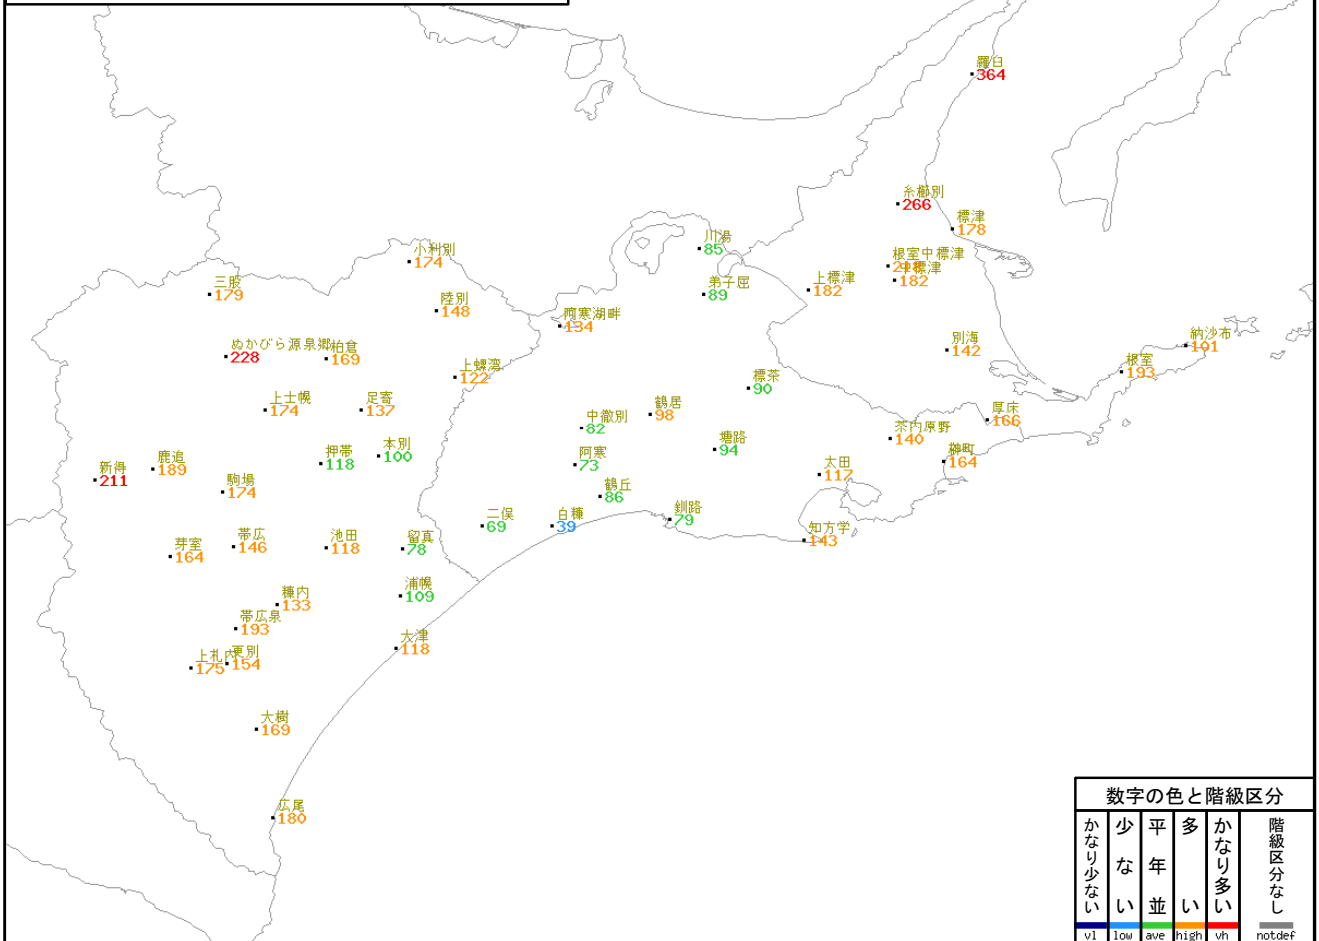 羅臼
364
糸櫛別
266
標津
178
川湯
85
小利別
174
根室中標津
中標津
182
三股
179
弟子屈
89
上標津
182
陸別
148
阿寒湖畔
134
納沙布
101
ぬかびら源泉郷
228
柏倉
169
別海
142
根室
193
上螺湾
122
標茶
90
上士幌
174
足寄
137
鶴居
98
厚床
166
中徹別
82
茶内原野
140
本別
100
塘路
94
押帯
118
鹿追
189
新得
211
阿寒
73
太田
117
榊町
164
駒場
174
鶴丘
86
二俣
69
白糠
39
釧路
79
知方学
143
帯広
146
池田
118
留真
78
芽室
164
浦幌
109
糠内
133
帯広泉
193
大津
118
上札内
175
更別
154
大樹
169
広尾
180
数字の色と階級区分
かなり少ない
少ない
平年並
多い
かなり多い
階級区分なし
vl low ave high vh notdef